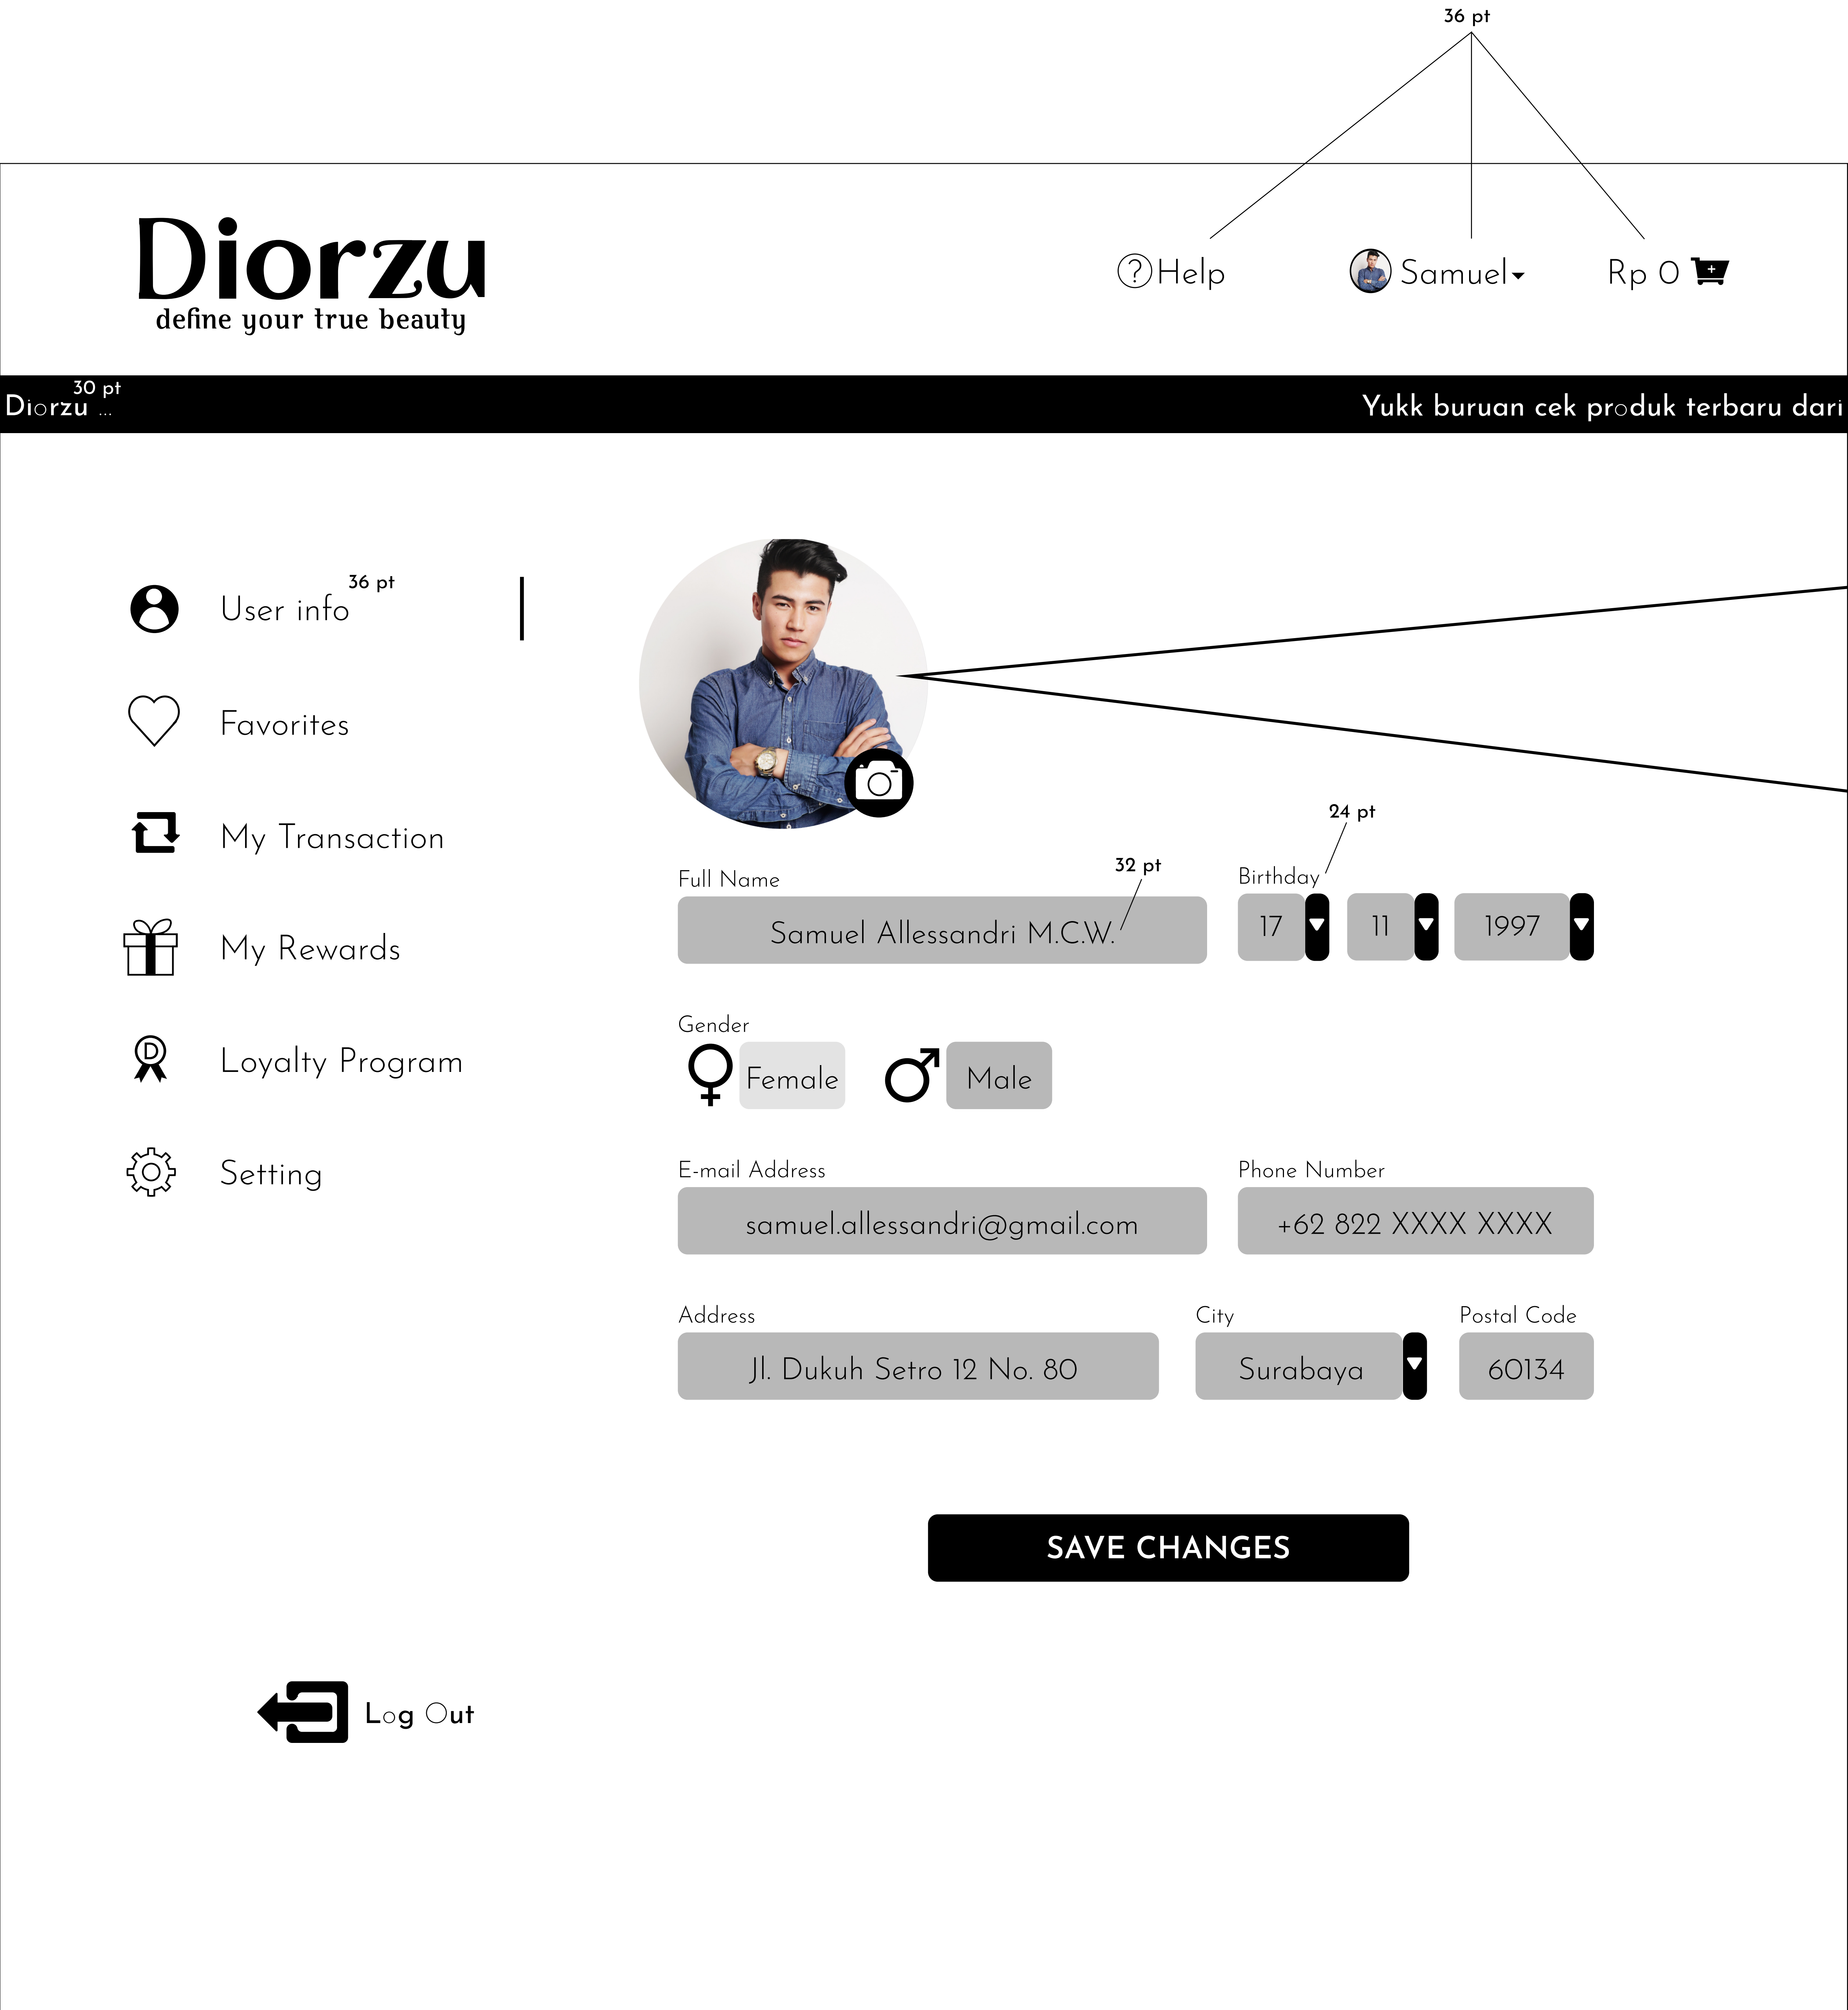 36 pt
Diorzu
define your true beauty
Help
Samuel
Rp 0
30 pt
Diorzu ...
Yukk buruan cek produk terbaru dari
36 pt
User info
Favorites
My Transaction
My Rewards
D
Loyalty Program
Setting
24 pt
32 pt
Full Name
Birthday
Samuel Allessandri M.C.W.
17
11
1997
Gender
Female
Male
E-mail Address
Phone Number
samuel.allessandri@gmail.com
+62 822 XXXX XXXX
Address
City
Postal Code
Jl. Dukuh Setro 12 No. 80
Surabaya
60134
SAVE CHANGES
Log Out